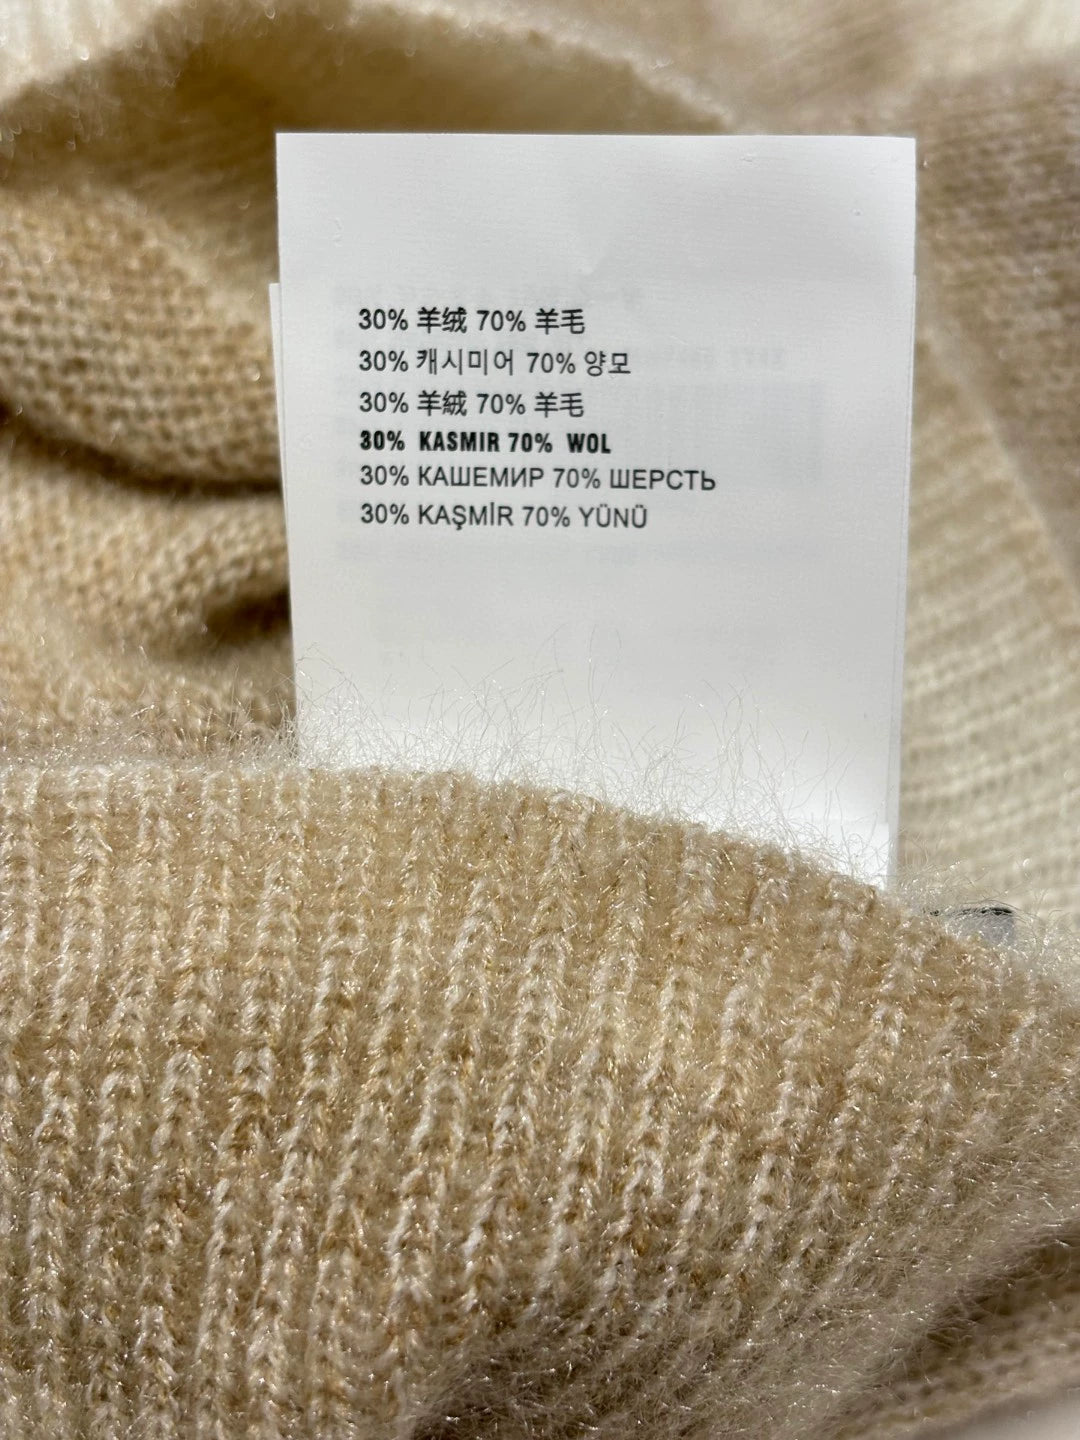 30% 羊绒 70% 羊毛
30% 캐시미어 70% 양모
30% 羊絨 70% 羊毛
30% KASMIR 70% WOL
30% КАШЕМИР 70% ШЕРСТЬ
30% KAŞMİR 70% YÜNÜ